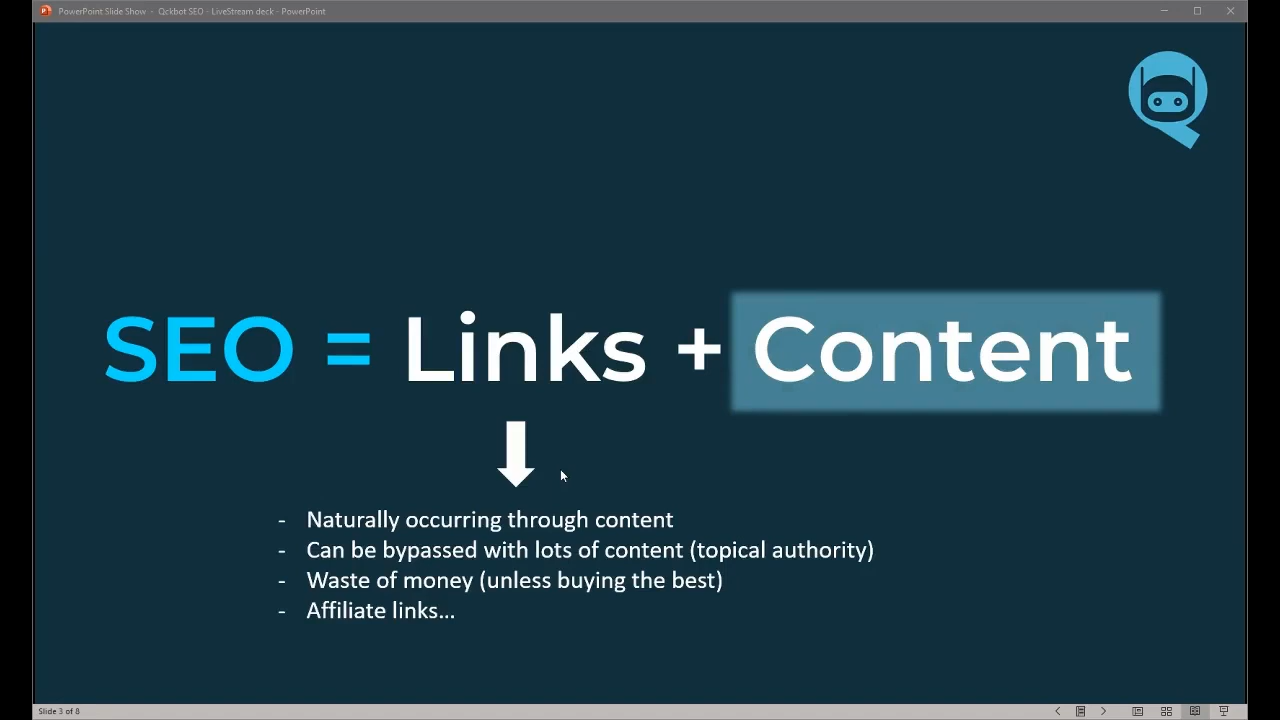 PowerPoint Slide Show - Qckbot SEO - LiveStream deck - PowerPoint
SEO = Links + Content
- Naturally occurring through content
- Can be bypassed with lots of content (topical authority)
- Waste of money (unless buying the best)
- Affiliate links...
Slide 3 of 8